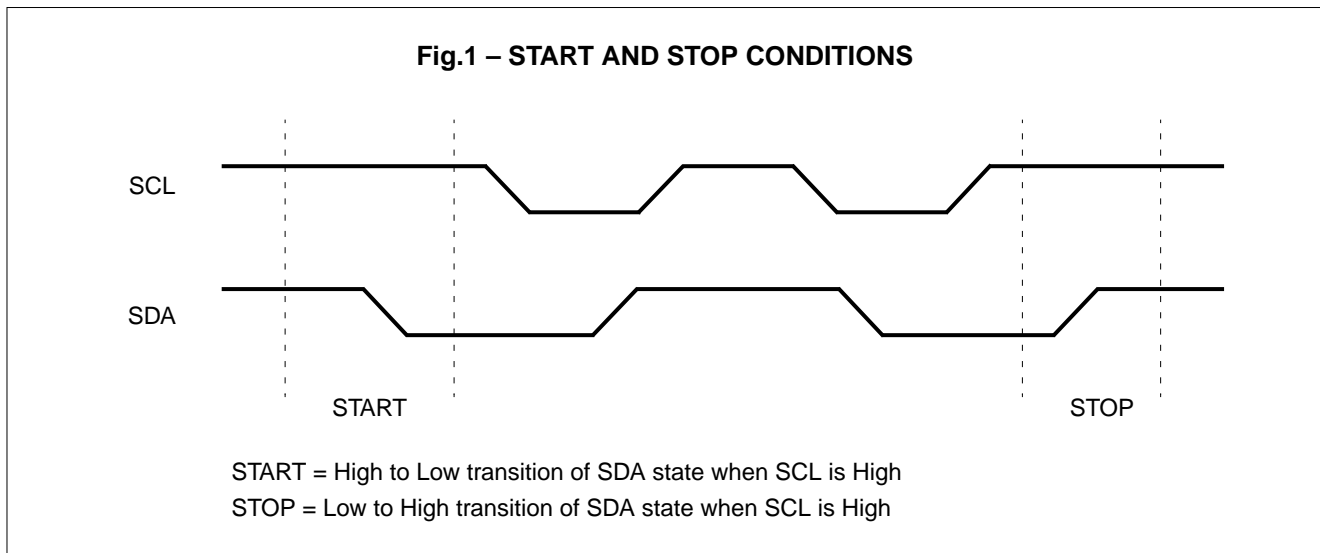 Fig.1 – START AND STOP CONDITIONS
SCL
SDA
START
STOP
START = High to Low transition of SDA state when SCL is High
STOP = Low to High transition of SDA state when SCL is High